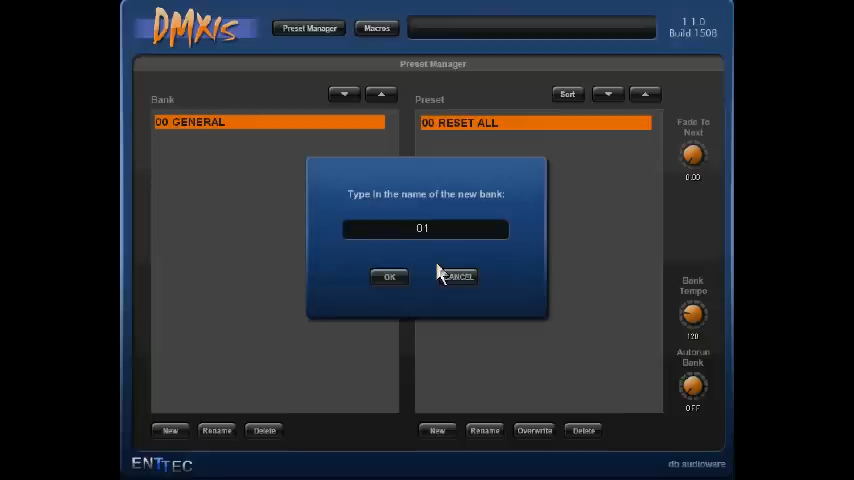 DMXIS
Preset Manager
Macros
1.1.0
Build 1508
Preset Manager
Bank
Preset
Sort
00 GENERAL
00 RESET ALL
Fade To
Next
0.00
Type in the name of the new bank:
01
OK
CANCEL
Bank
Tempo
120
Autorun
Bank
OFF
New
Rename
Delete
New
Rename
Overwrite
Delete
ENTTEC
db audioware